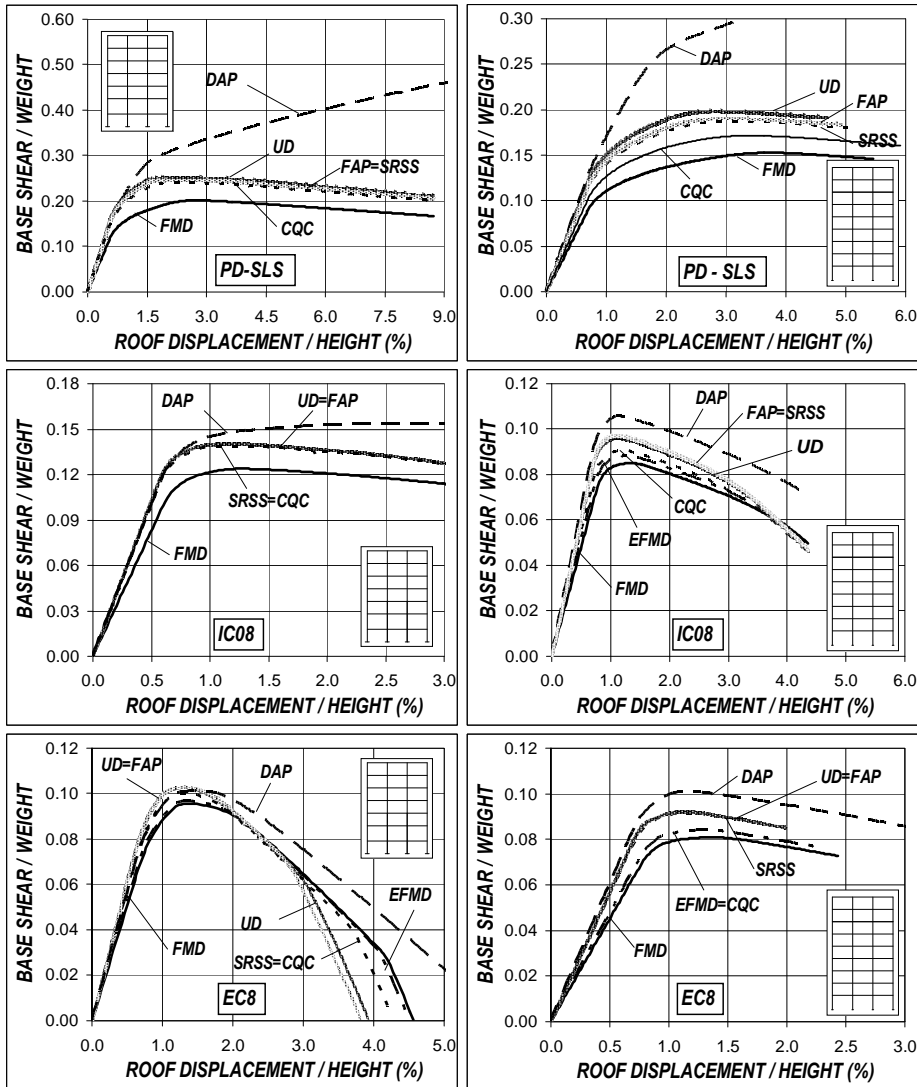 BASE SHEAR / WEIGHT
0.60
0.50
0.40
0.30
0.20
0.10
0.00
DAP
UD
FAP=SRSS
CQC
FMD
PD-SLS
0.0 1.5 3.0 4.5 6.0 7.5 9.0
ROOF DISPLACEMENT / HEIGHT (%)
BASE SHEAR / WEIGHT
0.30
0.25
0.20
0.15
0.10
0.05
0.00
DAP
UD
FAP
SRSS
CQC
FMD
PD - SLS
0.0 1.0 2.0 3.0 4.0 5.0 6.0
ROOF DISPLACEMENT / HEIGHT (%)
BASE SHEAR / WEIGHT
0.18
0.15
0.12
0.09
0.06
0.03
0.00
DAP
UD=FAP
SRSS=CQC
FMD
IC08
0.0 0.5 1.0 1.5 2.0 2.5 3.0
ROOF DISPLACEMENT / HEIGHT (%)
BASE SHEAR / WEIGHT
0.12
0.10
0.08
0.06
0.04
0.02
0.00
DAP
FAP=SRSS
UD
CQC
EFMD
FMD
IC08
0.0 1.0 2.0 3.0 4.0 5.0 6.0
ROOF DISPLACEMENT / HEIGHT (%)
BASE SHEAR / WEIGHT
0.12
0.10
0.08
0.06
0.04
0.02
0.00
UD=FAP
DAP
EFMD
UD
FMD
SRSS=CQC
EC8
0.0 1.0 2.0 3.0 4.0 5.0
ROOF DISPLACEMENT / HEIGHT (%)
BASE SHEAR / WEIGHT
0.12
0.10
0.08
0.06
0.04
0.02
0.00
DAP
UD=FAP
SRSS
EFMD=CQC
FMD
EC8
0.0 0.5 1.0 1.5 2.0 2.5 3.0
ROOF DISPLACEMENT / HEIGHT (%)